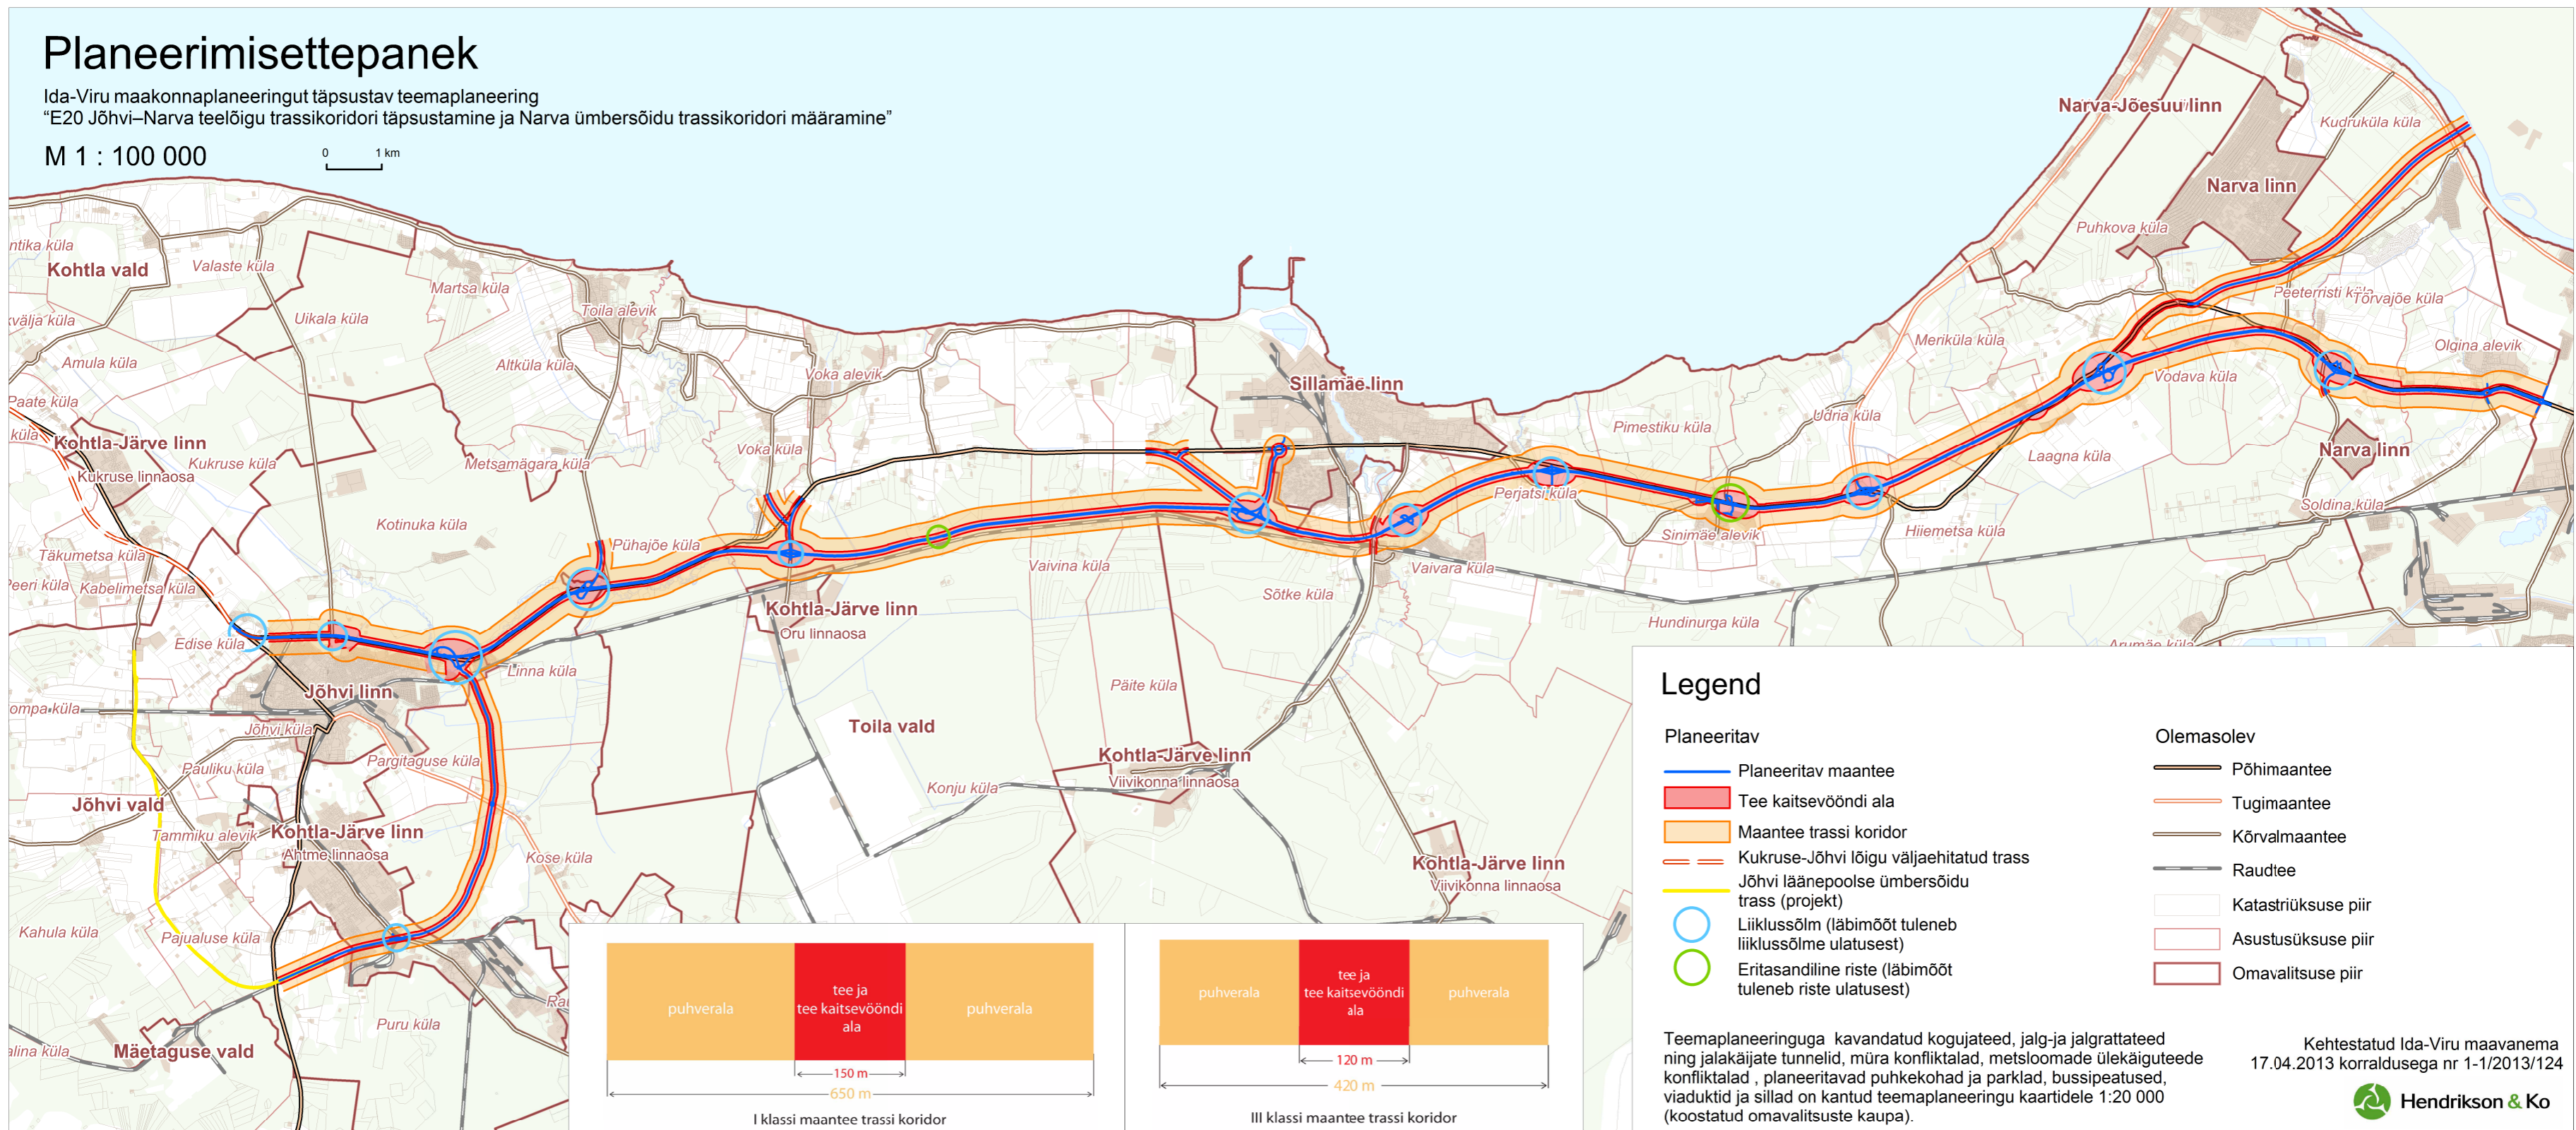 Planeerimisettepanek
Ida-Viru maakonnaplaneeringut täpsustav teemaplaneering
“E20 Jõhvi–Narva teelõigu trassikoridori täpsustamine ja Narva ümbersõidu trassikoridori määramine”
M 1 : 100 000
0 1 km
Narva-Jõesuu linn
Kudruküla küla
Narva linn
Puhkova küla
ntika küla
Kohtla vald
Valaste küla
Martsa küla
Toila alevik
Uikala küla
kvälja küla
Amula küla
Altküla küla
Voka alevik
Sillamäe linn
Peeterristi küla
Tõrvajõe küla
Meriküla küla
Olgina alevik
Vodava küla
Paate küla
küla
Kohtla-Järve linn
Kukruse küla
Kukruse linnaosa
Metsamägara küla
Voka küla
Pimestiku küla
Udria küla
Laagna küla
Narva linn
Perjatsi küla
Soldina küla
Kotinuka küla
Pühajõe küla
Sinimäe alevik
Hiiemetsa küla
Täkumetsa küla
Peeri küla
Kabelimetsa küla
Vaivina küla
Vaivara küla
Sõtke küla
Kohtla-Järve linn
Oru linnaosa
Hundinurga küla
Arumäe küla
Edise küla
Linna küla
Jõhvi linn
Päite küla
ompa küla
Jõhvi küla
Toila vald
Pargitaguse küla
Pauliku küla
Kohtla-Järve linn
Viivikonna linnaosa
Konju küla
Jõhvi vald
Tammiku alevik
Kohtla-Järve linn
Ahtme linnaosa
Kose küla
Kohtla-Järve linn
Viivikonna linnaosa
Kahula küla
Pajualuse küla
Rau
Puru küla
alina küla
Mäetaguse vald
puhverala
tee ja
tee kaitsevööndi
ala
puhverala
150 m
650 m
I klassi maantee trassi koridor
puhverala
tee ja
tee kaitsevööndi
ala
puhverala
120 m
420 m
III klassi maantee trassi koridor
Legend
Planeeritav
Planeeritav maantee
Tee kaitsevööndi ala
Maantee trassi koridor
Kukruse-Jõhvi lõigu väljaehitatud trass
Jõhvi läänepoolse ümbersõidu
trass (projekt)
Liiklussõlm (läbimõõt tuleneb
liiklussõlme ulatusest)
Eritasandiline riste (läbimõõt
tuleneb riste ulatusest)
Olemasolev
Põhimaantee
Tugimaantee
Kõrvalmaantee
Raudtee
Katastriüksuse piir
Asustusüksuse piir
Omavalitsuse piir
Teemaplaneeringuga kavandatud kogujateed, jalg-ja jalgrattateed
ning jalakäijate tunnelid, müra konfliktalad, metsloomade ülekäiguteede
konfliktalad , planeeritavad puhkekohad ja parklad, bussipeatused,
viaduktid ja sillad on kantud teemaplaneeringu kaartidele 1:20 000
(koostatud omavalitsuste kaupa).
Kehtestatud Ida-Viru maavanema
17.04.2013 korraldusega nr 1-1/2013/124
Hendrikson & Ko